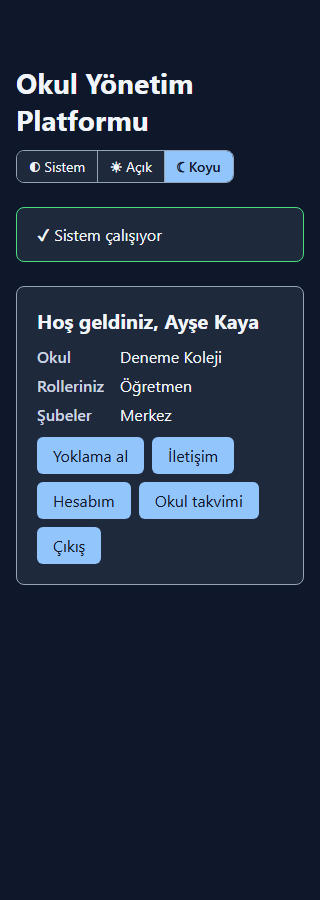 Okul Yönetim
Platformu
◐ Sistem ☀ Açık ☾ Koyu
✓ Sistem çalışıyor
Hoş geldiniz, Ayşe Kaya
Okul Deneme Koleji
Rolleriniz Öğretmen
Şubeler Merkez
Yoklama al İletişim
Hesabım Okul takvimi
Çıkış